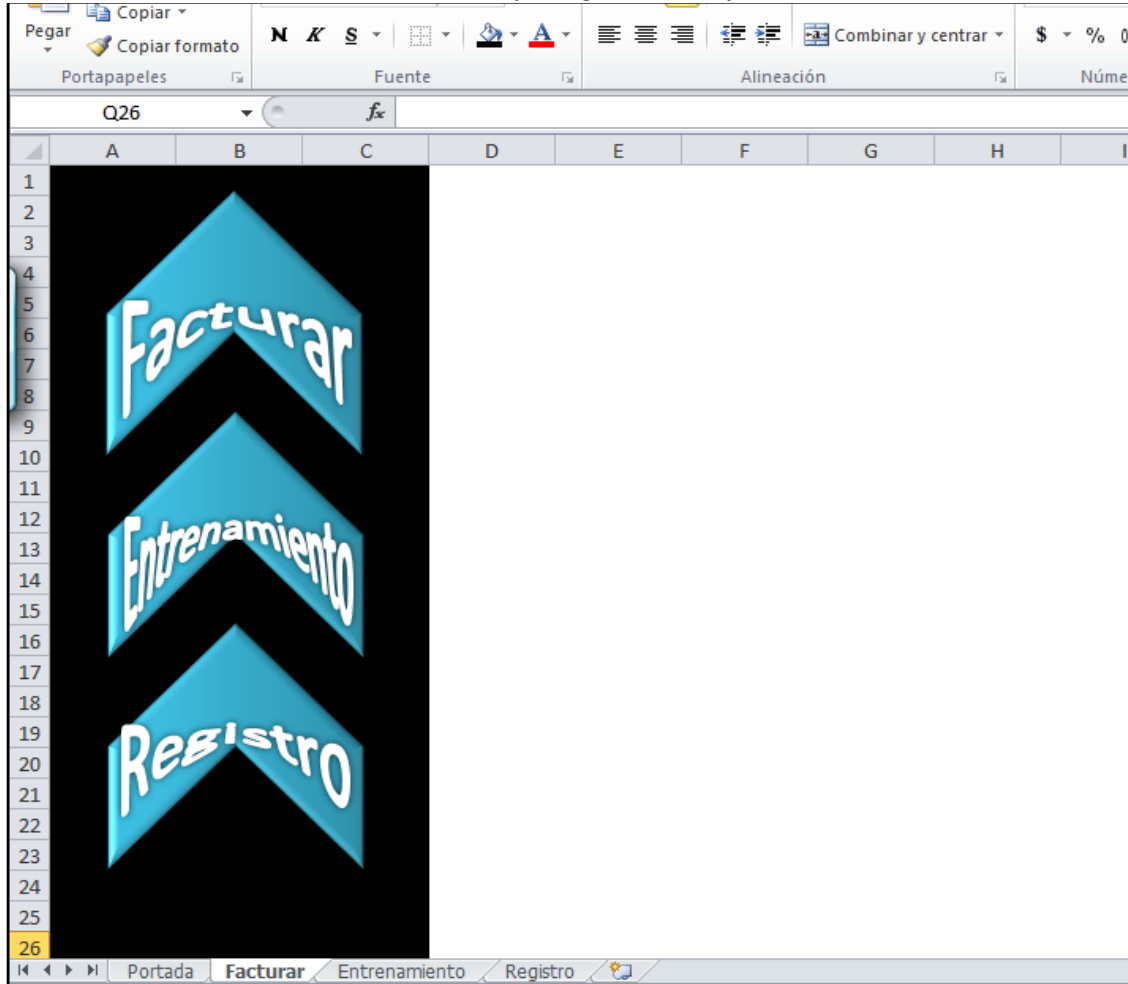 Copiar
Pegar
Copiar formato
N K S A Combinar y centrar $ %
Portapapeles Fuente Alineación Núme
Q26 fx
A B C D E F G H I
1
2
3
4
5
6
7
8
9
10
11
12
13
14
15
16
17
18
19
20
21
22
23
24
25
26
Facturar
Entrenamiento
Registro
Portada Facturar Entrenamiento Registro